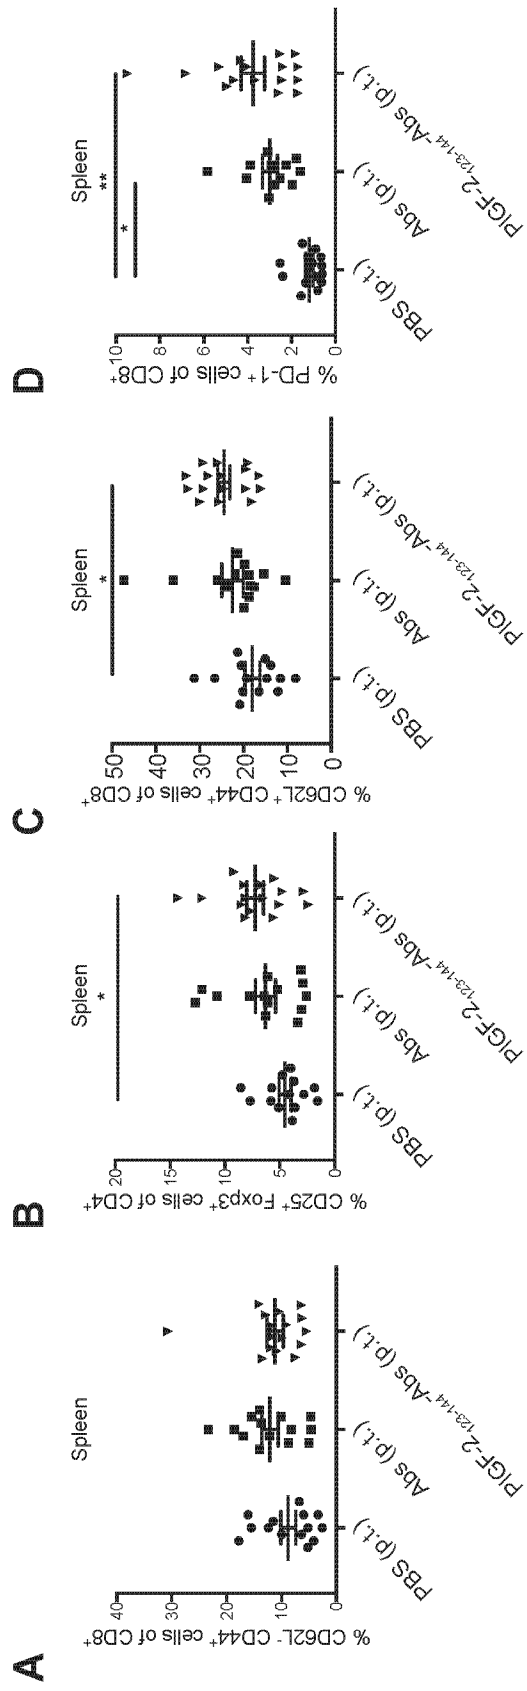 A
Spleen
% CD62L⁻ CD44⁺ cells of CD8⁺
40
30
20
10
0
PBS (p.t.)
Abs (p.t.)
PlGF-2₁₂₃₋₁₄₄-Abs (p.t.)
B
Spleen
*
% CD25⁺ Foxp3⁺ cells of CD4⁺
20
15
10
5
0
PBS (p.t.)
Abs (p.t.)
PlGF-2₁₂₃₋₁₄₄-Abs (p.t.)
C
Spleen
*
% CD62L⁺ CD44⁺ cells of CD8⁺
50
40
30
20
10
0
PBS (p.t.)
Abs (p.t.)
PlGF-2₁₂₃₋₁₄₄-Abs (p.t.)
D
Spleen
**
*
% PD-1⁺ cells of CD8⁺
10
8
6
4
2
0
PBS (p.t.)
Abs (p.t.)
PlGF-2₁₂₃₋₁₄₄-Abs (p.t.)